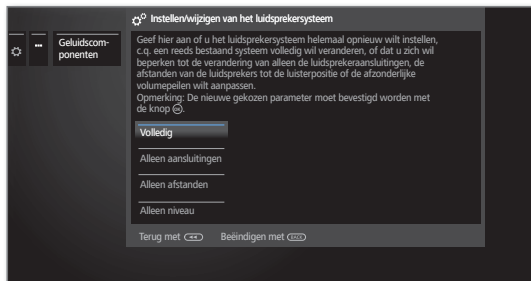 Instellen/wijzigen van het luidsprekersysteem
...
Geluidscom-
ponenten
Geef hier aan of u het luidsprekersysteem helemaal opnieuw wilt instellen,
c.q. een reeds bestaand systeem volledig wil veranderen, of dat u zich wil
beperken tot de verandering van alleen de luidsprekeraansluitingen, de
afstanden van de luidsprekers tot de luisterpositie of de afzonderlijke
volumepeilen wilt aanpassen.
Opmerking: De nieuwe gekozen parameter moet bevestigd worden met
de knop OK.
Volledig
Alleen aansluitingen
Alleen afstanden
Alleen niveau
Terug met ◄◄ Beëindigen met BACK